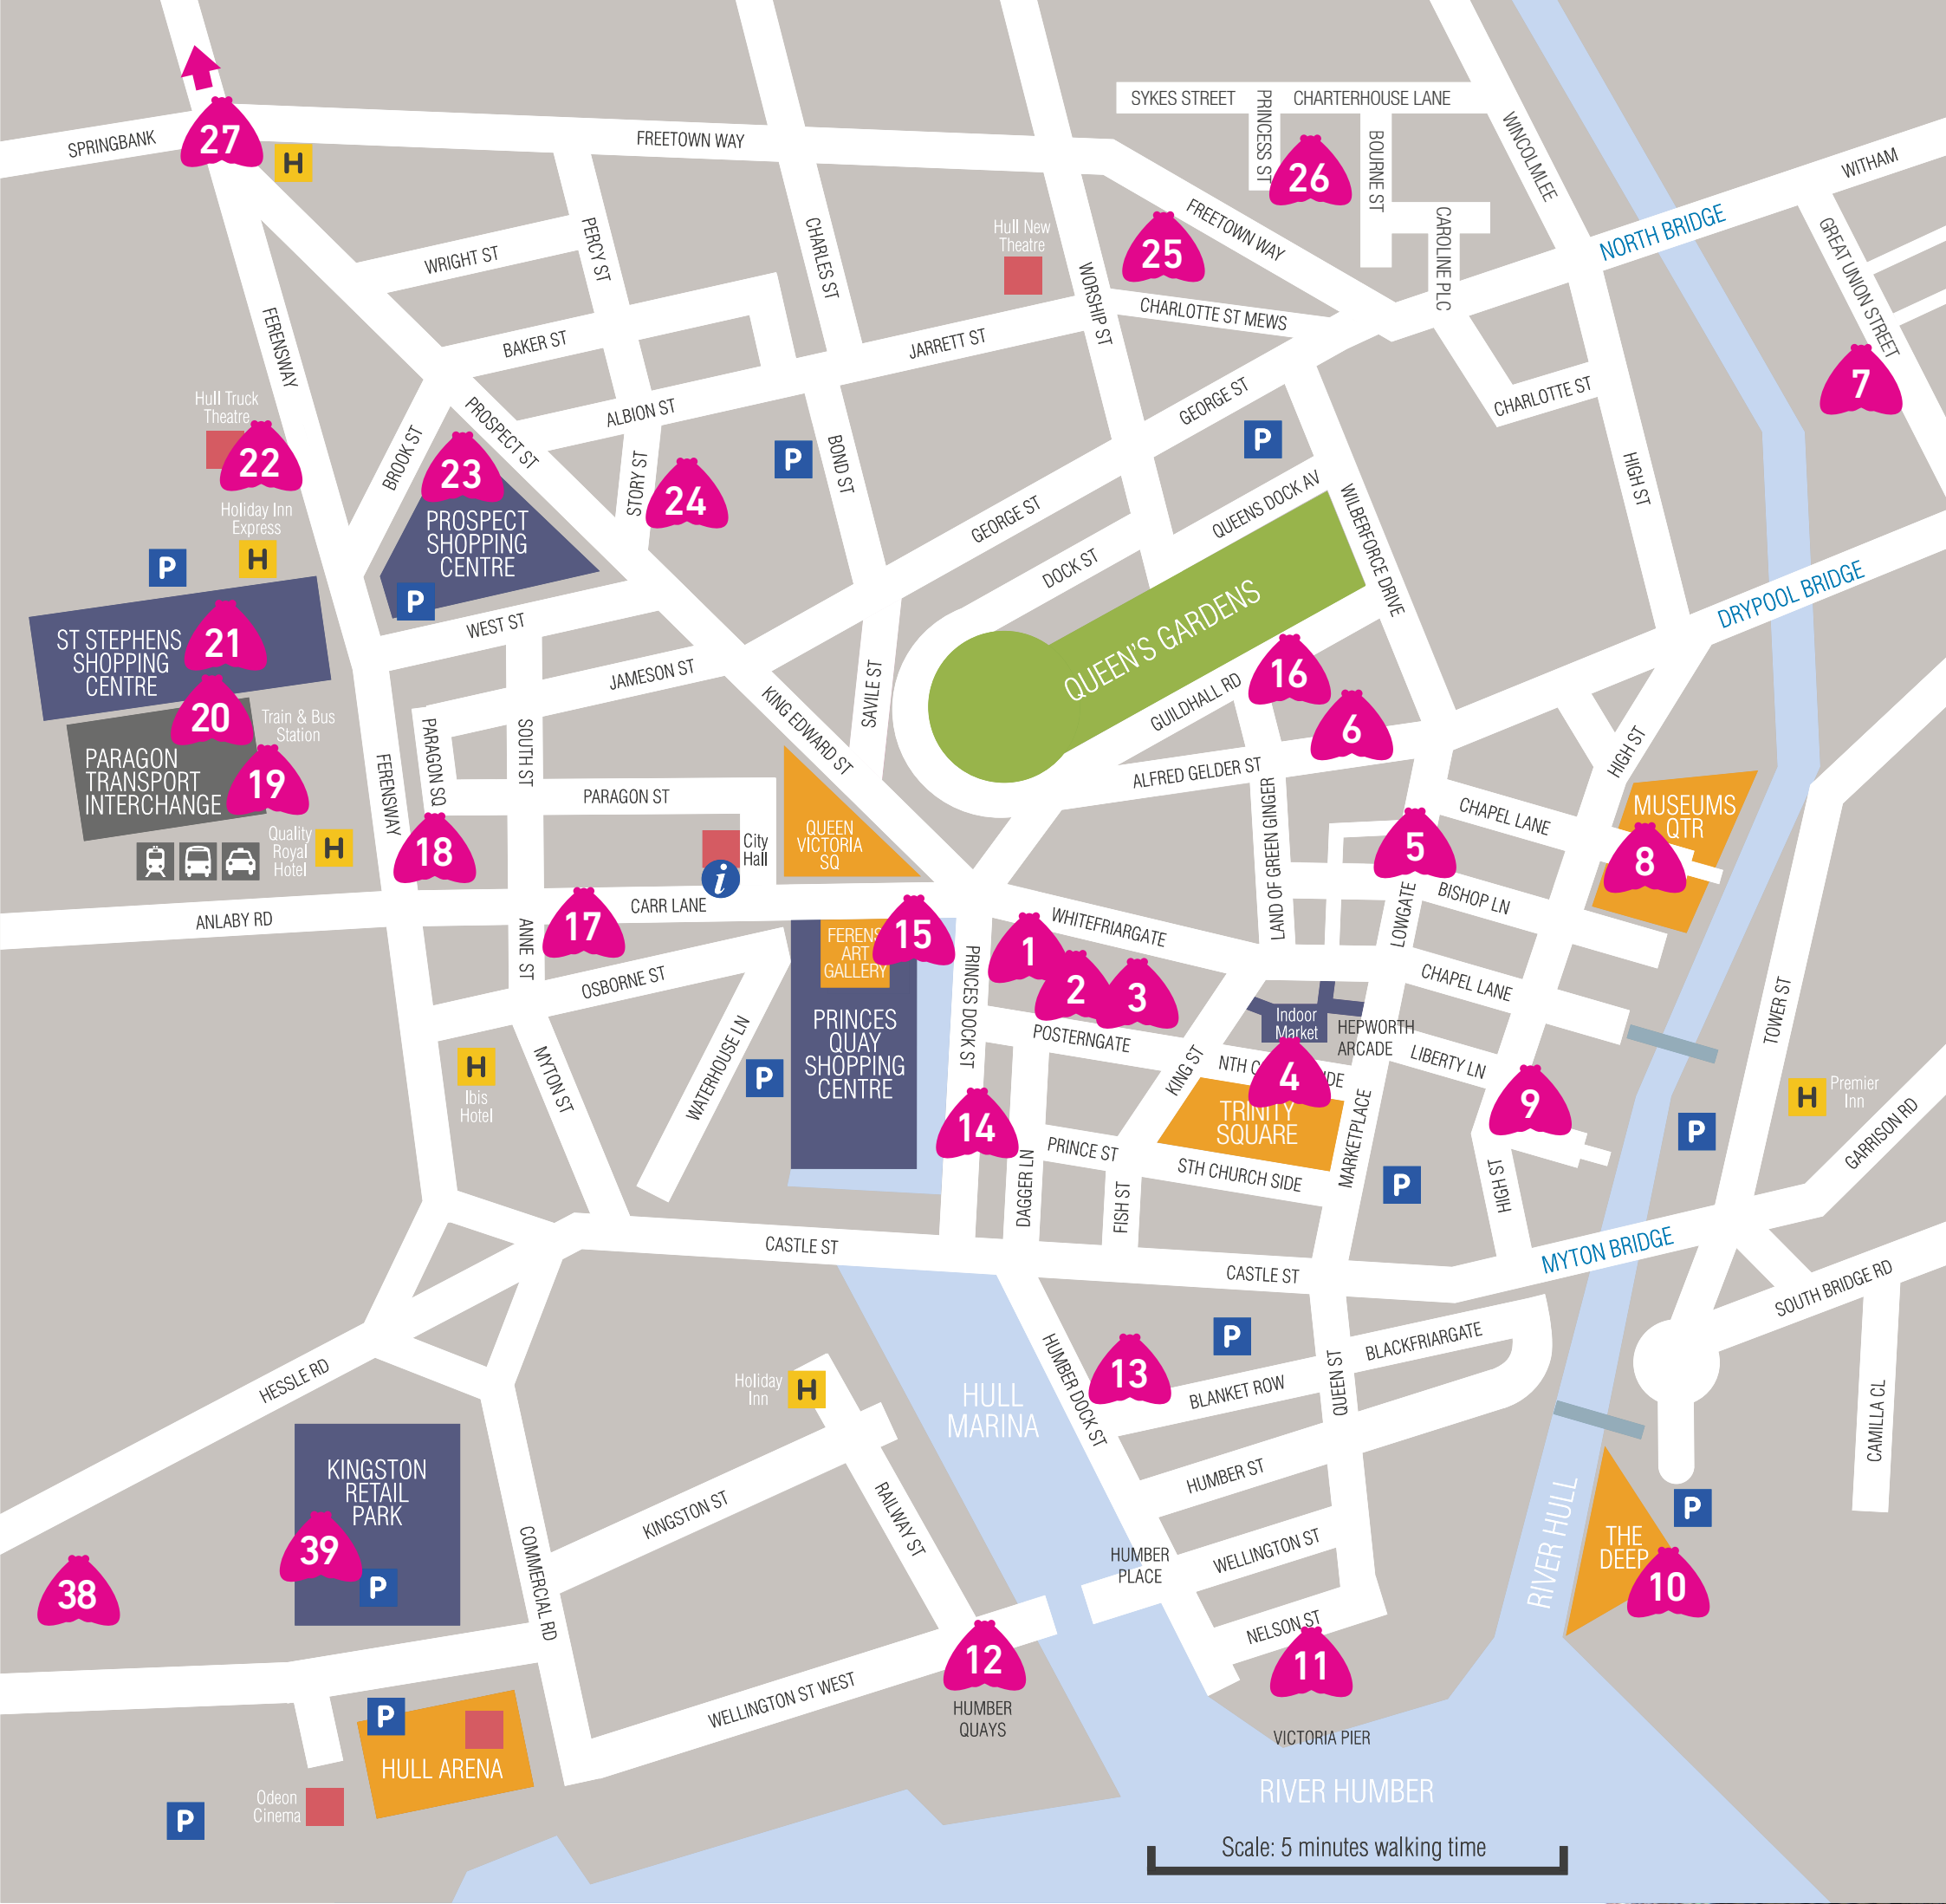 SYKES STREET
CHARTERHOUSE LANE
PRINCESS ST
BOURNE ST
WINCOLMLEE
26
27
SPRINGBANK
H
FREETOWN WAY
WITHAM
NORTH BRIDGE
FREETOWN WAY
CAROLINE PLC
GREAT UNION STREET
25
Hull New
Theatre
WRIGHT ST
PERCY ST
CHARLES ST
WORSHIP ST
CHARLOTTE ST MEWS
FERENSWAY
BAKER ST
JARRETT ST
7
CHARLOTTE ST
GEORGE ST
Hull Truck
Theatre
22
BROOK ST
PROSPECT ST
ALBION ST
23
P
P
BOND ST
STORY ST
24
HIGH ST
Holiday Inn
Express
H
PROSPECT
SHOPPING
CENTRE
GEORGE ST
QUEENS DOCK AV
WILBERFORCE DRIVE
DOCK ST
P
P
DRYPOOL BRIDGE
QUEEN'S GARDENS
WEST ST
21
ST STEPHENS
SHOPPING
CENTRE
JAMESON ST
16
GUILDHALL RD
20
Train & Bus
Station
KING EDWARD ST
SAVILE ST
6
PARAGON SQ
SOUTH ST
HIGH ST
19
PARAGON
TRANSPORT
INTERCHANGE
FERENSWAY
PARAGON ST
ALFRED GELDER ST
LAND OF GREEN GINGER
CHAPEL LANE
MUSEUMS
QTR
8
5
Quality
Royal
Hotel
H
18
City
Hall
i
QUEEN
VICTORIA
SQ
LOWGATE
BISHOP LN
ANLABY RD
17
CARR LANE
WHITEFRIARGATE
15
FERENS
ART
GALLERY
1
2
3
ANNE ST
OSBORNE ST
CHAPEL LANE
PRINCES DOCK ST
Indoor
Market
HEPWORTH
ARCADE
TOWER ST
PRINCES
QUAY
SHOPPING
CENTRE
POSTERNGATE
LIBERTY LN
KING ST
4
H
Ibis
Hotel
MYTON ST
WATERHOUSE LN
P
9
H
Premier
Inn
14
TRINITY
SQUARE
MARKETPLACE
P
GARRISON RD
PRINCE ST
STH CHURCH SIDE
DAGGER LN
FISH ST
P
HIGH ST
CASTLE ST
CASTLE ST
MYTON BRIDGE
SOUTH BRIDGE RD
P
13
HUMBER DOCK ST
BLACKFRIARGATE
BLANKET ROW
QUEEN ST
HESSLE RD
Holiday
Inn
H
HULL
MARINA
CAMILLA CL
KINGSTON
RETAIL
PARK
39
P
38
HUMBER ST
KINGSTON ST
RAILWAY ST
COMMERCIAL RD
RIVER HULL
P
THE
DEEP
10
HUMBER
PLACE
WELLINGTON ST
NELSON ST
11
12
HUMBER
QUAYS
WELLINGTON ST WEST
VICTORIA PIER
P
HULL ARENA
Odeon
Cinema
P
RIVER HUMBER
Scale: 5 minutes walking time